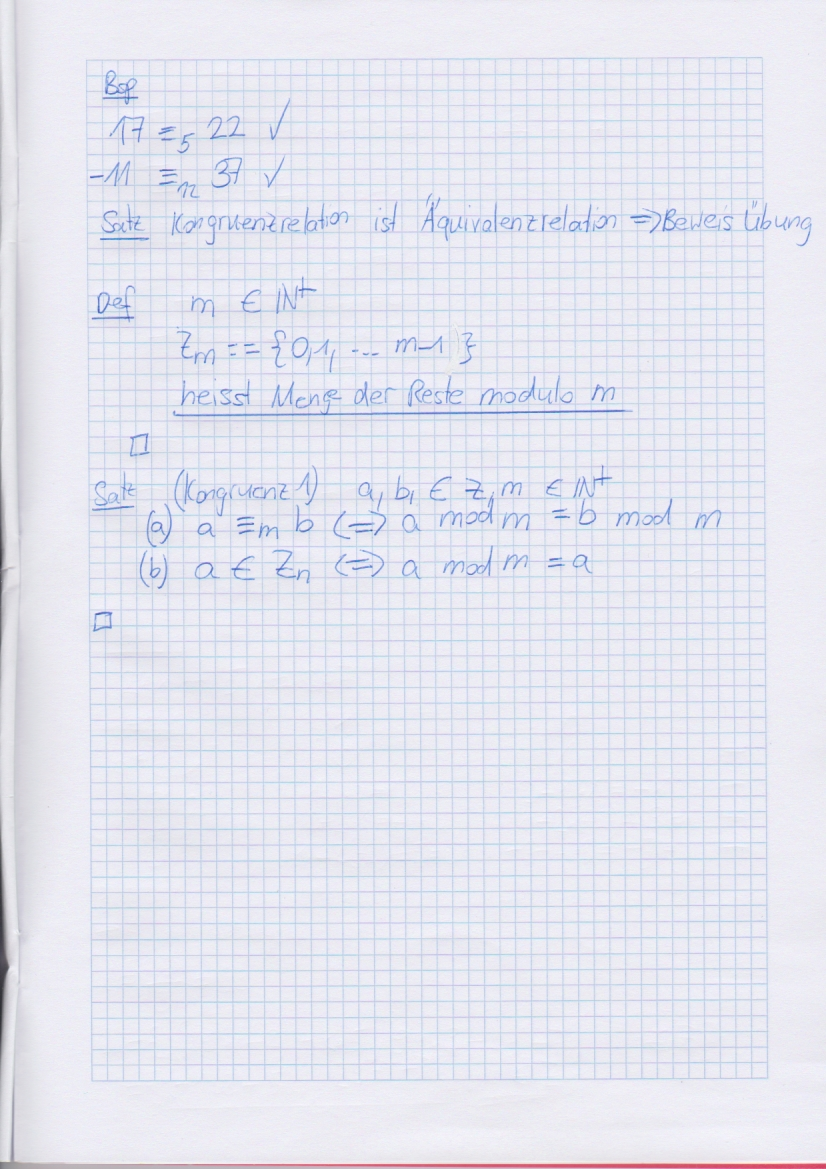 Bsp
17 ≡₅ 22 ✓
-11 ≡₁₂ 37 ✓
Satz Kongruenzrelation ist Äquivalenzrelation => Beweis Übung
Def m ∈ ℕ⁺
Zₘ == {0,1, ... m-1 }
heisst Menge der Reste modulo m
□
Satz (Kongruenz 1) a, b, ∈ Z, m ∈ ℕ⁺
(a) a ≡ₘ b <=> a mod m = b mod m
(b) a ∈ Zₙ <=> a mod m = a
□